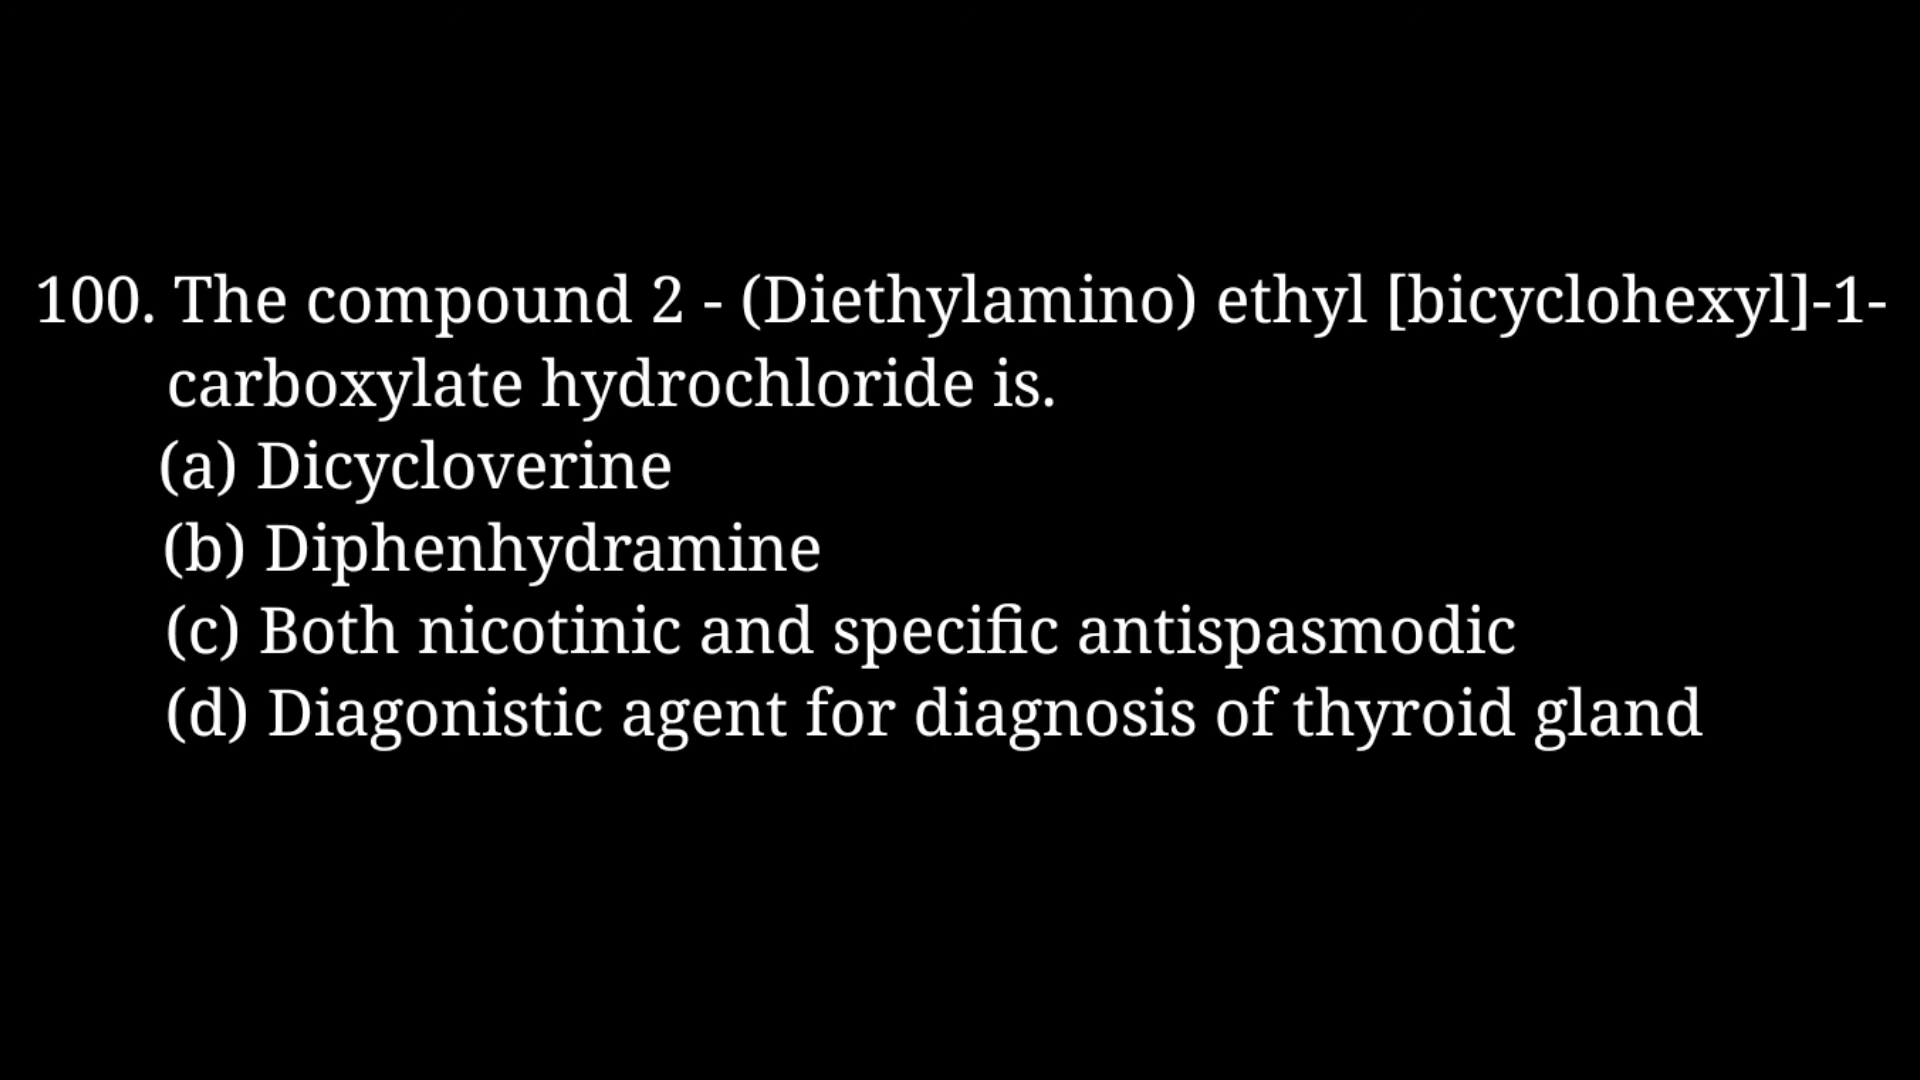 100. The compound 2 - (Diethylamino) ethyl [bicyclohexyl]-1-
carboxylate hydrochloride is.
(a) Dicycloverine
(b) Diphenhydramine
(c) Both nicotinic and specific antispasmodic
(d) Diagonistic agent for diagnosis of thyroid gland